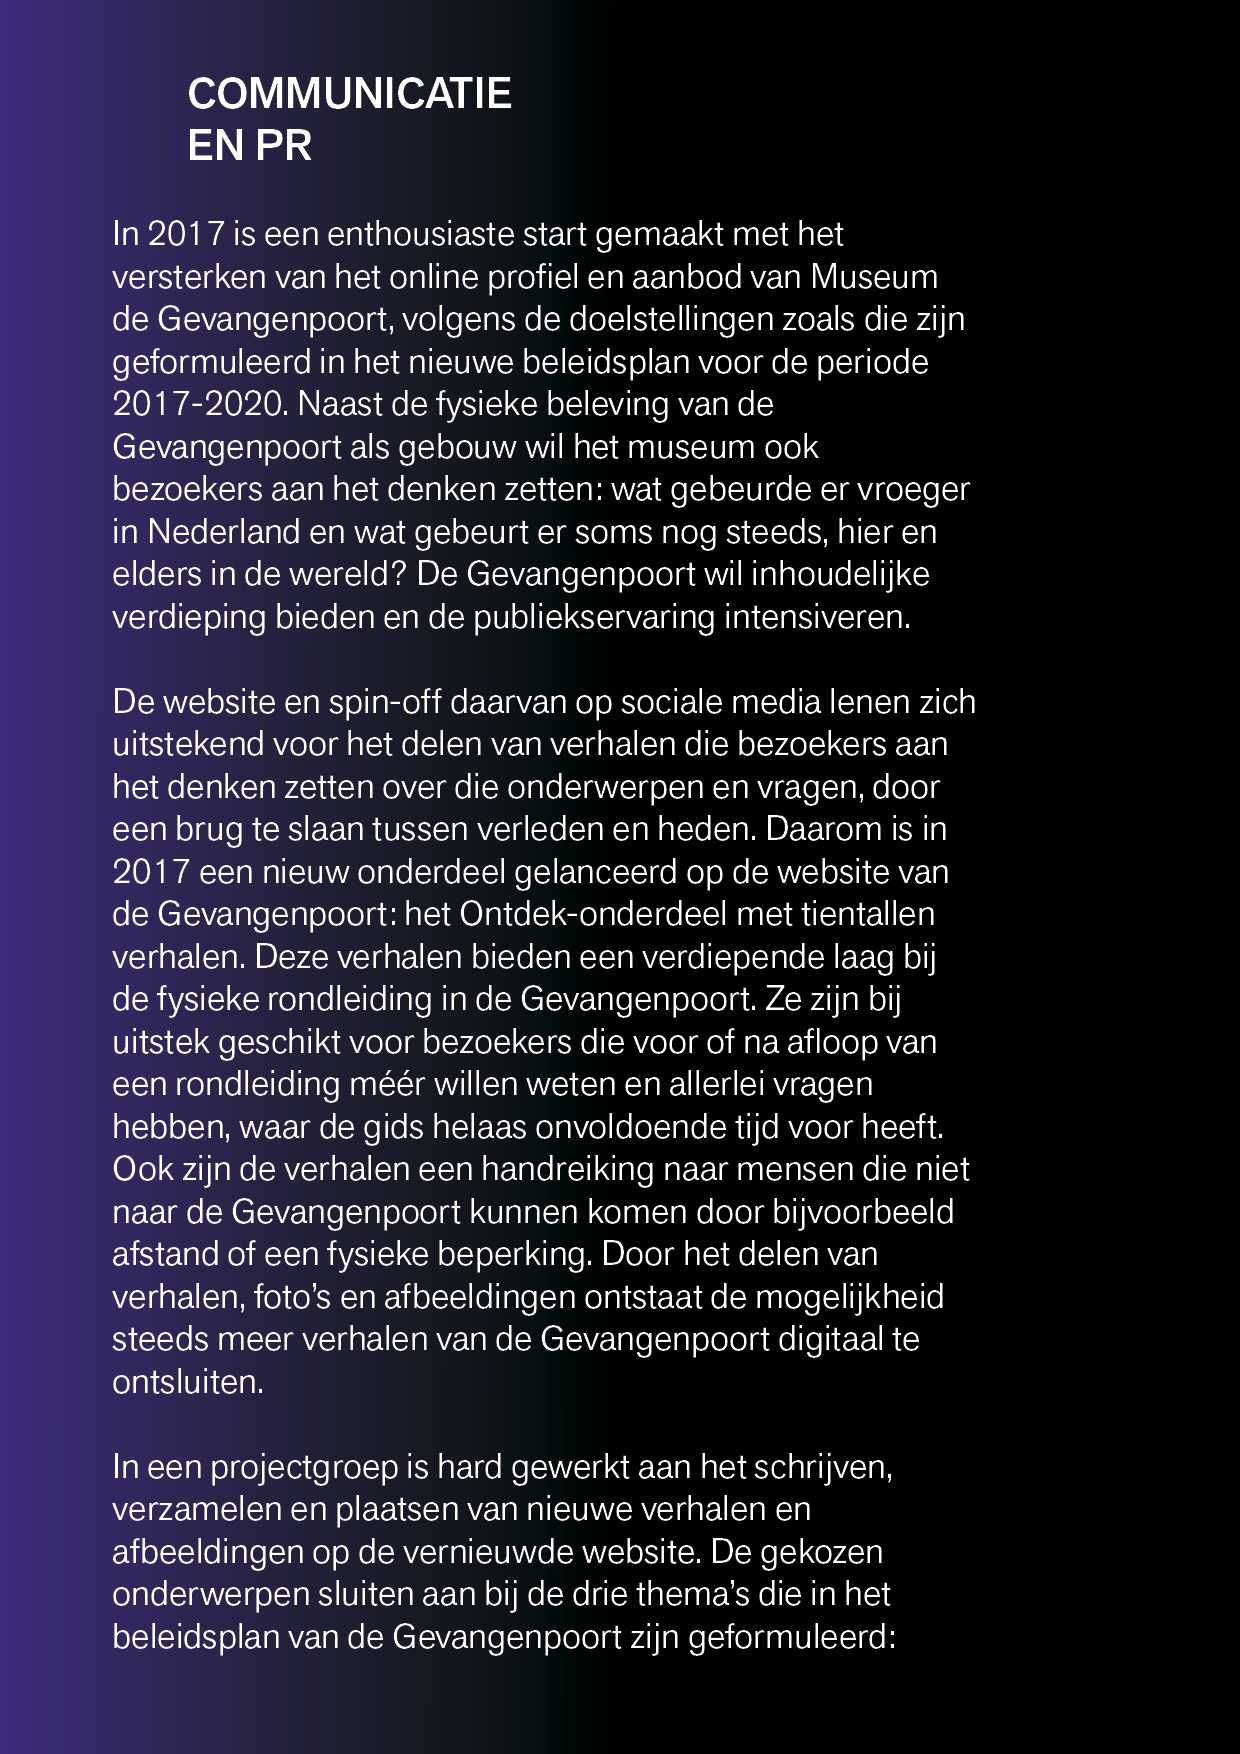 COMMUNICATIE
EN PR
In 2017 is een enthousiaste start gemaakt met het
versterken van het online profiel en aanbod van Museum
de Gevangenpoort, volgens de doelstellingen zoals die zijn
geformuleerd in het nieuwe beleidsplan voor de periode
2017-2020. Naast de fysieke beleving van de
Gevangenpoort als gebouw wil het museum ook
bezoekers aan het denken zetten: wat gebeurde er vroeger
in Nederland en wat gebeurt er soms nog steeds, hier en
elders in de wereld? De Gevangenpoort wil inhoudelijke
verdieping bieden en de publiekservaring intensiveren.
De website en spin-off daarvan op sociale media lenen zich
uitstekend voor het delen van verhalen die bezoekers aan
het denken zetten over die onderwerpen en vragen, door
een brug te slaan tussen verleden en heden. Daarom is in
2017 een nieuw onderdeel gelanceerd op de website van
de Gevangenpoort: het Ontdek-onderdeel met tientallen
verhalen. Deze verhalen bieden een verdiepende laag bij
de fysieke rondleiding in de Gevangenpoort. Ze zijn bij
uitstek geschikt voor bezoekers die voor of na afloop van
een rondleiding méér willen weten en allerlei vragen
hebben, waar de gids helaas onvoldoende tijd voor heeft.
Ook zijn de verhalen een handreiking naar mensen die niet
naar de Gevangenpoort kunnen komen door bijvoorbeeld
afstand of een fysieke beperking. Door het delen van
verhalen, foto’s en afbeeldingen ontstaat de mogelijkheid
steeds meer verhalen van de Gevangenpoort digitaal te
ontsluiten.
In een projectgroep is hard gewerkt aan het schrijven,
verzamelen en plaatsen van nieuwe verhalen en
afbeeldingen op de vernieuwde website. De gekozen
onderwerpen sluiten aan bij de drie thema’s die in het
beleidsplan van de Gevangenpoort zijn geformuleerd: